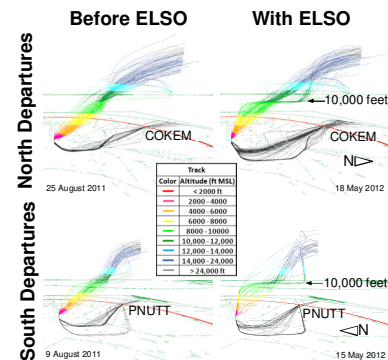 Before ELSO
With ELSO
North Departures
10,000 feet
COKEM
COKEM
N
25 August 2011
18 May 2012
Track
Color Altitude (ft MSL)
< 2000 ft
2000 - 4000
4000 - 6000
6000 - 8000
8000 - 10000
10,000 - 12,000
12,000 - 14,000
14,000 - 24,000
> 24,000 ft
South Departures
10,000 feet
PNUTT
PNUTT
N
9 August 2011
15 May 2012